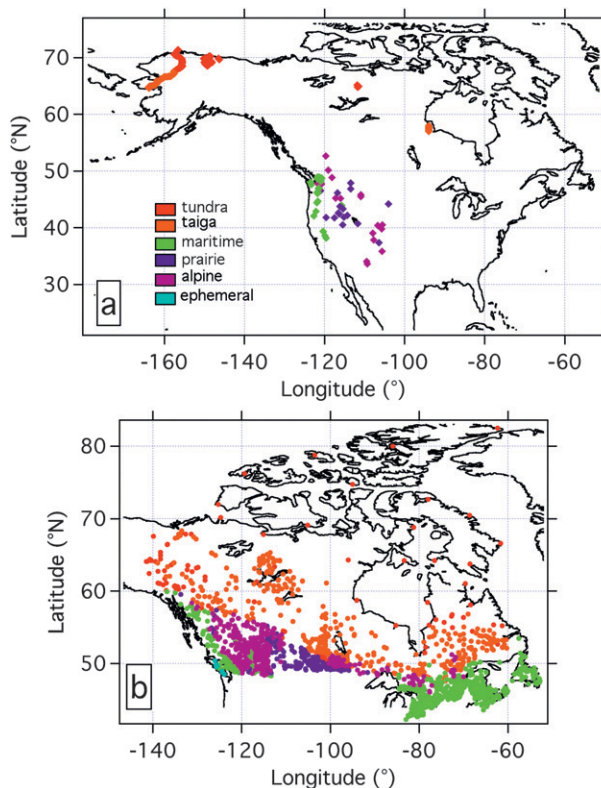 70
60
50
40
30
Latitude (°N)
tundra
taiga
maritime
prairie
alpine
ephemeral
a
-160 -140 -120 -100 -80 -60
Longitude (°)
80
70
60
50
Latitude (°N)
b
-140 -120 -100 -80 -60
Longitude (°)